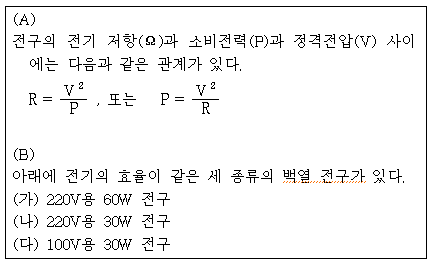 (A)
전구의 전기 저항(Ω)과 소비전력(P)과 정격전압(V) 사이
에는 다음과 같은 관계가 있다.
R = V²/P , 또는 P = V²/R
(B)
아래에 전기의 효율이 같은 세 종류의 백열 전구가 있다.
(가) 220V용 60W 전구
(나) 220V용 30W 전구
(다) 100V용 30W 전구